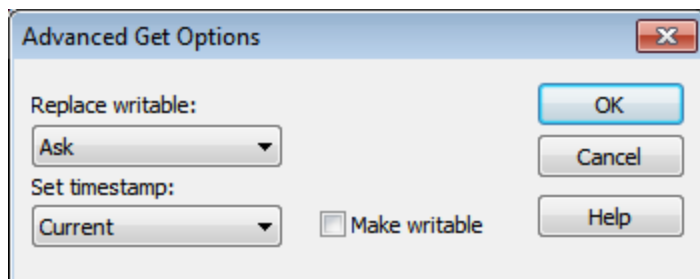 Advanced Get Options
Replace writable:
OK
Ask
Cancel
Set timestamp:
Current
Make writable
Help